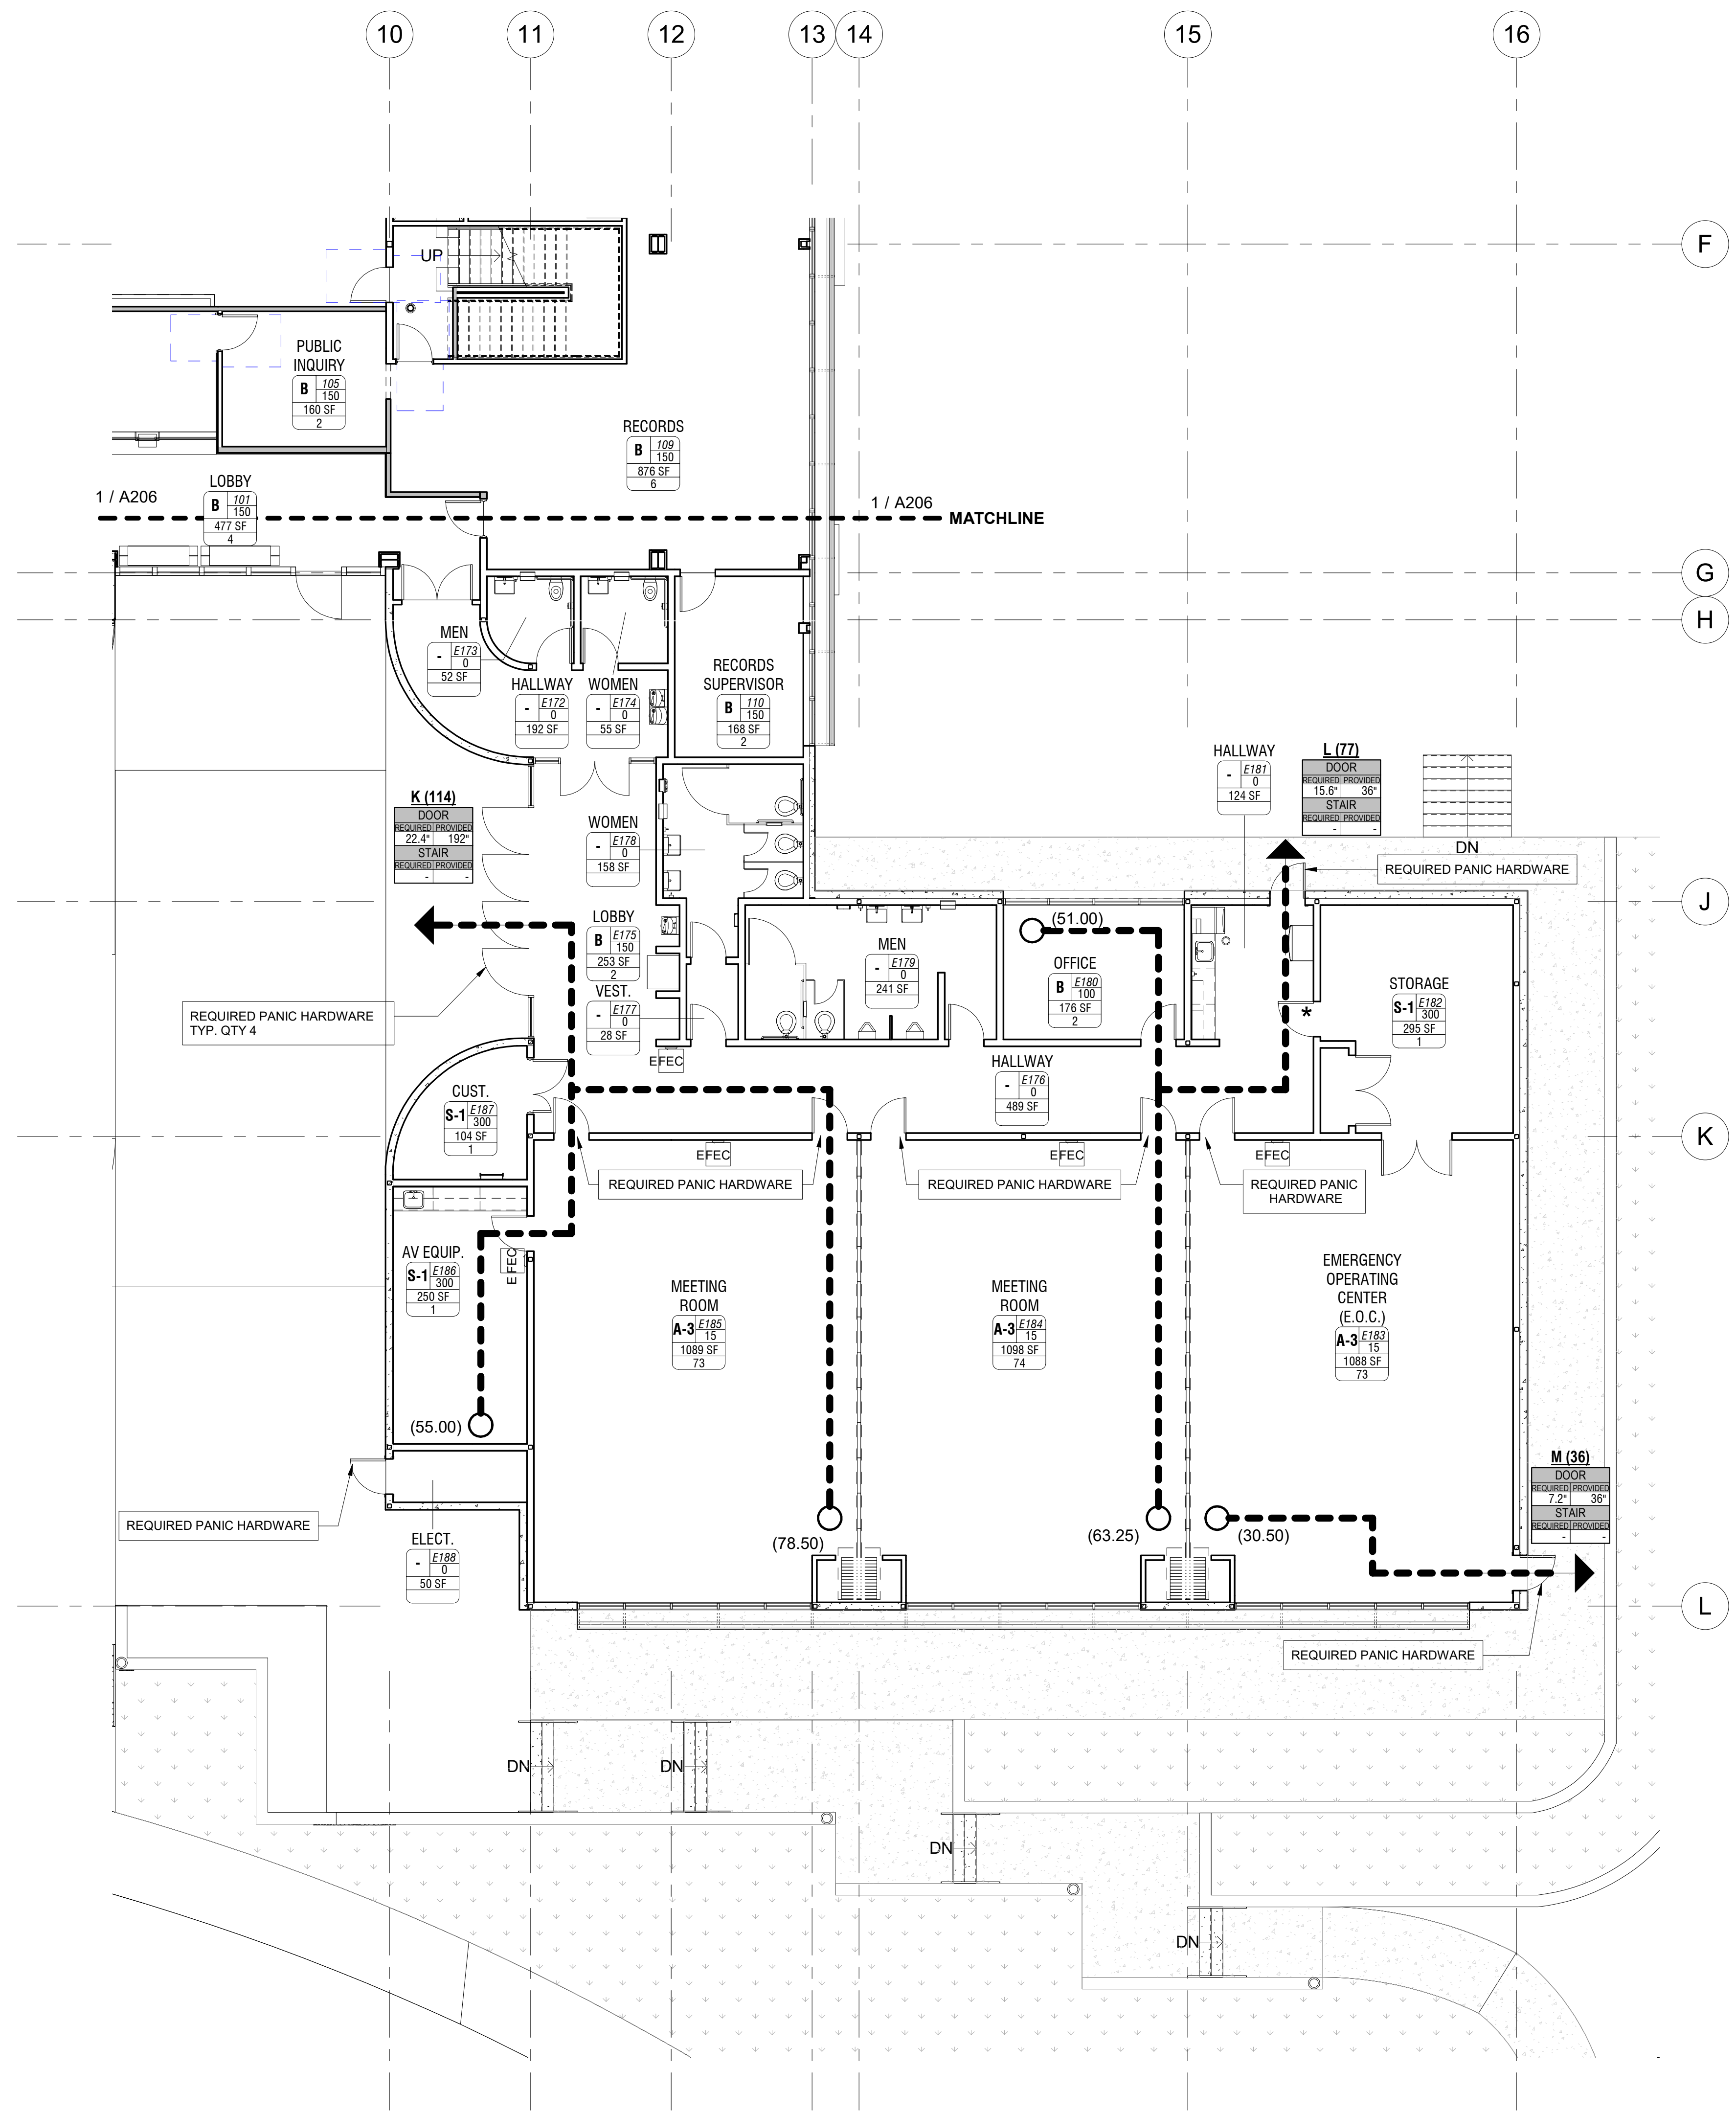 10
11
12
13
14
15
16
F
G
H
J
K
L
UP
PUBLIC
INQUIRY
B
105
150
160 SF
2
RECORDS
B
109
150
876 SF
6
LOBBY
B
101
150
477 SF
4
1 / A206
1 / A206
MATCHLINE
MEN
-
E173
0
52 SF
HALLWAY
-
E172
0
192 SF
WOMEN
-
E174
0
55 SF
RECORDS
SUPERVISOR
B
110
150
168 SF
2
HALLWAY
-
E181
0
124 SF
L (77)
DOOR
REQUIRED PROVIDED
15.6" 36"
STAIR
REQUIRED PROVIDED
- -
K (114)
DOOR
REQUIRED PROVIDED
22.4" 192"
STAIR
REQUIRED PROVIDED
- -
WOMEN
-
E178
0
158 SF
DN
REQUIRED PANIC HARDWARE
LOBBY
B
E175
150
253 SF
2
(51.00)
MEN
-
E179
0
241 SF
OFFICE
B
E180
100
176 SF
2
STORAGE
S-1
E182
300
295 SF
1
*
VEST.
-
E177
0
28 SF
REQUIRED PANIC HARDWARE
TYP. QTY 4
EFEC
HALLWAY
-
E176
0
489 SF
CUST.
S-1
E187
300
104 SF
1
EFEC
EFEC
EFEC
REQUIRED PANIC HARDWARE
REQUIRED PANIC HARDWARE
REQUIRED PANIC
HARDWARE
AV EQUIP.
S-1
E186
300
250 SF
1
EFEC
MEETING
ROOM
A-3
E185
15
1089 SF
73
MEETING
ROOM
A-3
E184
15
1098 SF
74
EMERGENCY
OPERATING
CENTER
(E.O.C.)
A-3
E183
15
1088 SF
73
(55.00)
M (36)
DOOR
REQUIRED PROVIDED
7.2" 36"
STAIR
REQUIRED PROVIDED
- -
REQUIRED PANIC HARDWARE
(78.50)
(63.25)
(30.50)
ELECT.
-
E188
0
50 SF
REQUIRED PANIC HARDWARE
DN
DN
DN
DN